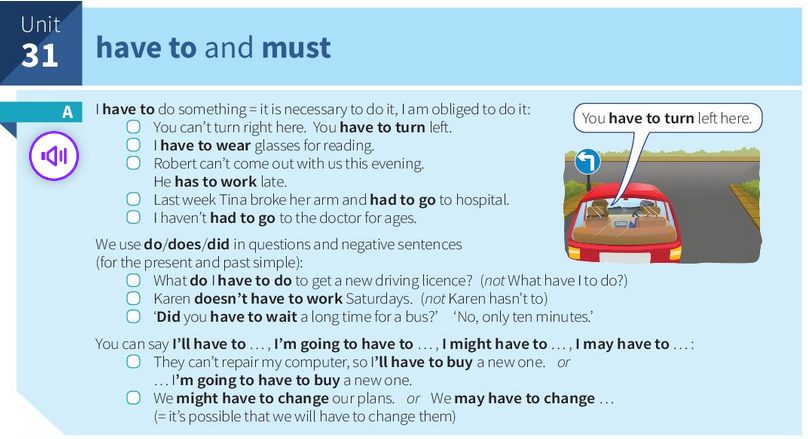 Unit
31
have to and must
A
I have to do something = it is necessary to do it, I am obliged to do it:
You can't turn right here. You have to turn left.
I have to wear glasses for reading.
Robert can't come out with us this evening.
He has to work late.
Last week Tina broke her arm and had to go to hospital.
I haven't had to go to the doctor for ages.
You have to turn left here.
We use do/does/did in questions and negative sentences
(for the present and past simple):
What do I have to do to get a new driving licence? (not What have I to do?)
Karen doesn't have to work Saturdays. (not Karen hasn't to)
'Did you have to wait a long time for a bus?' 'No, only ten minutes.'
You can say I'll have to … , I'm going to have to … , I might have to … , I may have to … :
They can't repair my computer, so I'll have to buy a new one. or
… I'm going to have to buy a new one.
We might have to change our plans. or We may have to change …
(= it's possible that we will have to change them)